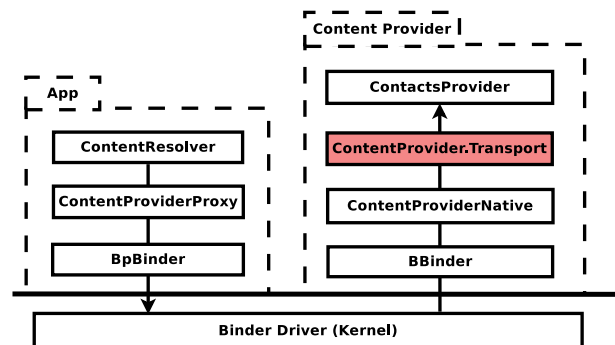 Content Provider
App
ContactsProvider
ContentResolver
ContentProvider.Transport
ContentProviderProxy
ContentProviderNative
BpBinder
BBinder
Binder Driver (Kernel)